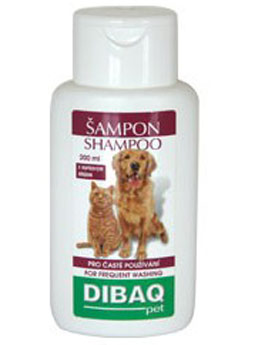 ŠAMPON
SHAMPOO
200 ml
PRO ČASTÉ POUŽÍVÁNÍ
FOR FREQUENT WASHING
DIBAQ
pet